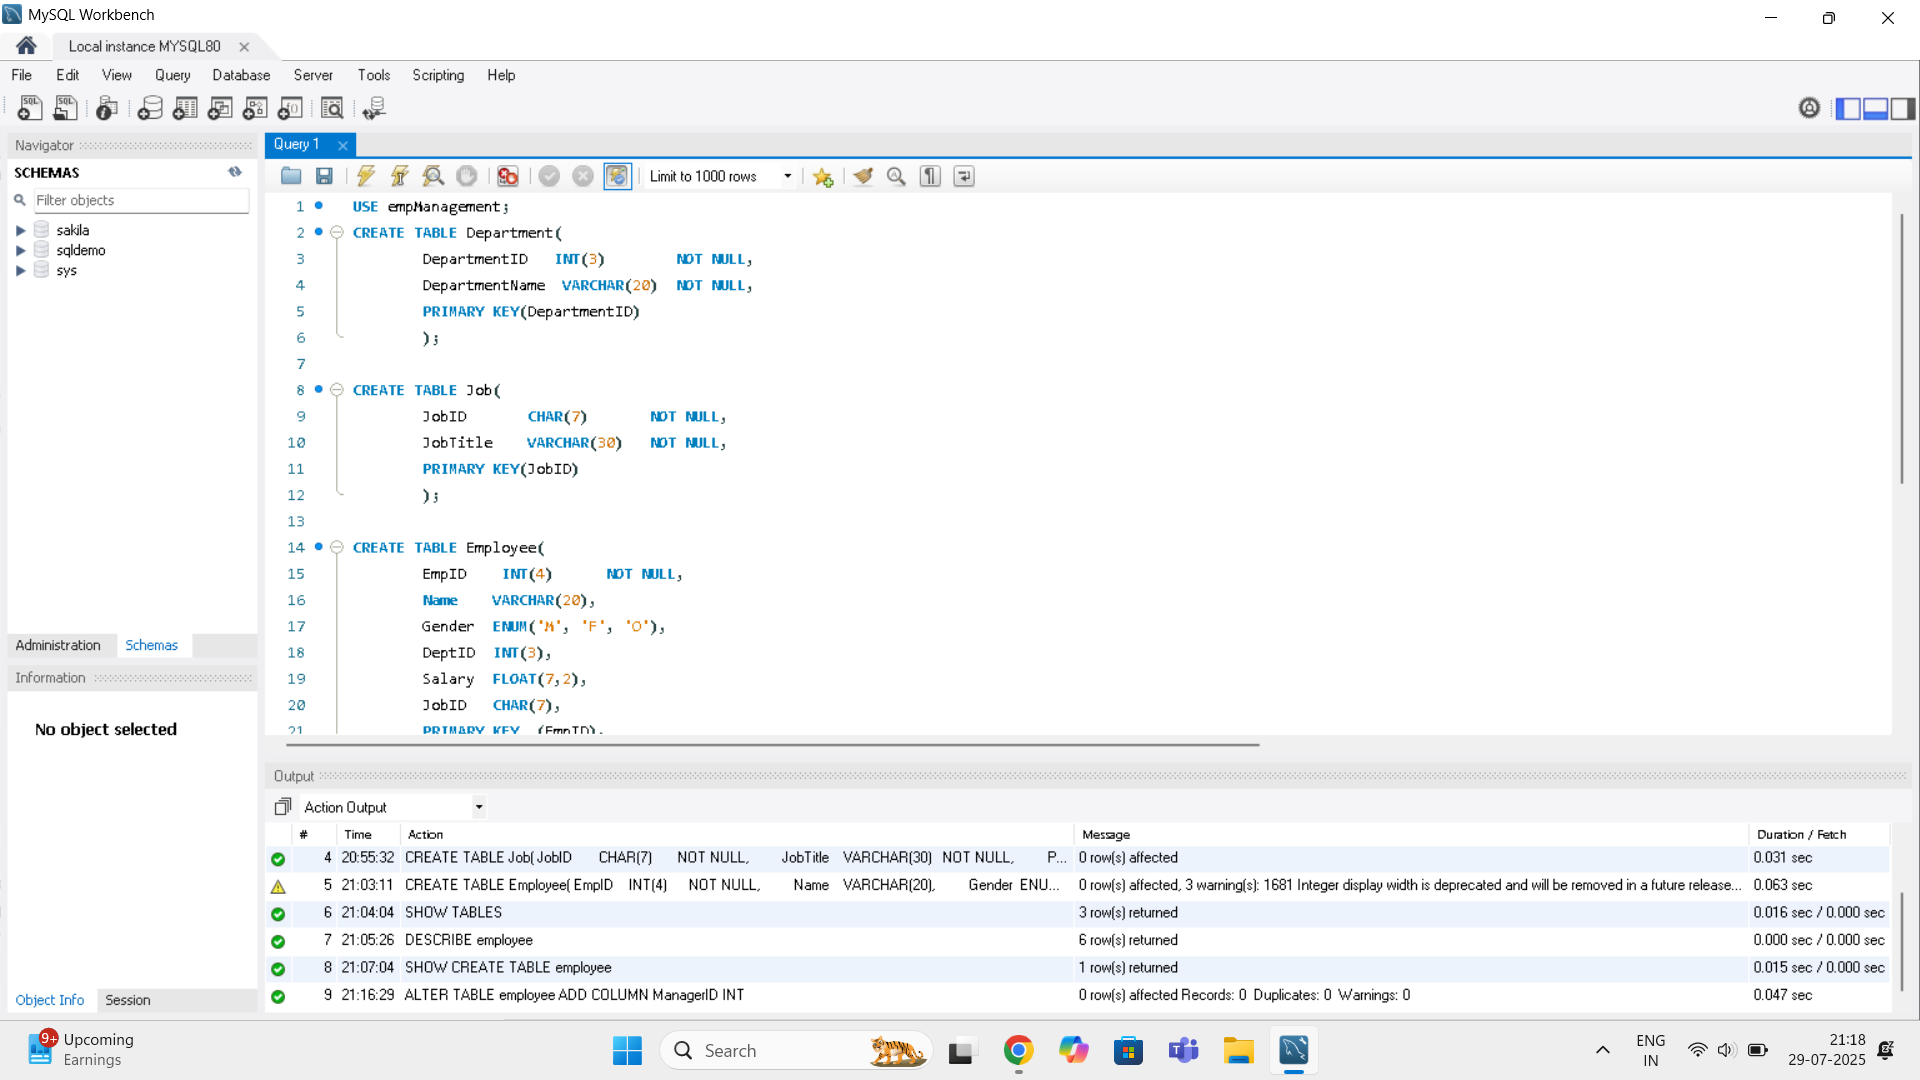 MySQL Workbench
Local instance MYSQL80
File Edit View Query Database Server Tools Scripting Help
Navigator
SCHEMAS
Filter objects
sakila
sqldemo
sys
Administration Schemas
Information
No object selected
Object Info Session
Query 1
Limit to 1000 rows
1 USE empManagement;
2 CREATE TABLE Department(
3 DepartmentID INT(3) NOT NULL,
4 DepartmentName VARCHAR(20) NOT NULL,
5 PRIMARY KEY(DepartmentID)
6 );
7
8 CREATE TABLE Job(
9 JobID CHAR(7) NOT NULL,
10 JobTitle VARCHAR(30) NOT NULL,
11 PRIMARY KEY(JobID)
12 );
13
14 CREATE TABLE Employee(
15 EmpID INT(4) NOT NULL,
16 Name VARCHAR(20),
17 Gender ENUM('M', 'F', 'O'),
18 DeptID INT(3),
19 Salary FLOAT(7,2),
20 JobID CHAR(7),
21 PRIMARY KEY (EmpID),
Output
Action Output
# Time Action Message Duration / Fetch
4 20:55:32 CREATE TABLE Job( JobID CHAR(7) NOT NULL, JobTitle VARCHAR(30) NOT NULL, P... 0 row(s) affected 0.031 sec
5 21:03:11 CREATE TABLE Employee( EmpID INT(4) NOT NULL, Name VARCHAR(20), Gender ENU... 0 row(s) affected, 3 warning(s): 1681 Integer display width is deprecated and will be removed in a future release... 0.063 sec
6 21:04:04 SHOW TABLES 3 row(s) returned 0.016 sec / 0.000 sec
7 21:05:26 DESCRIBE employee 6 row(s) returned 0.000 sec / 0.000 sec
8 21:07:04 SHOW CREATE TABLE employee 1 row(s) returned 0.015 sec / 0.000 sec
9 21:16:29 ALTER TABLE employee ADD COLUMN ManagerID INT 0 row(s) affected Records: 0 Duplicates: 0 Warnings: 0 0.047 sec
9+
Upcoming
Earnings
Search
ENG
IN
21:18
29-07-2025